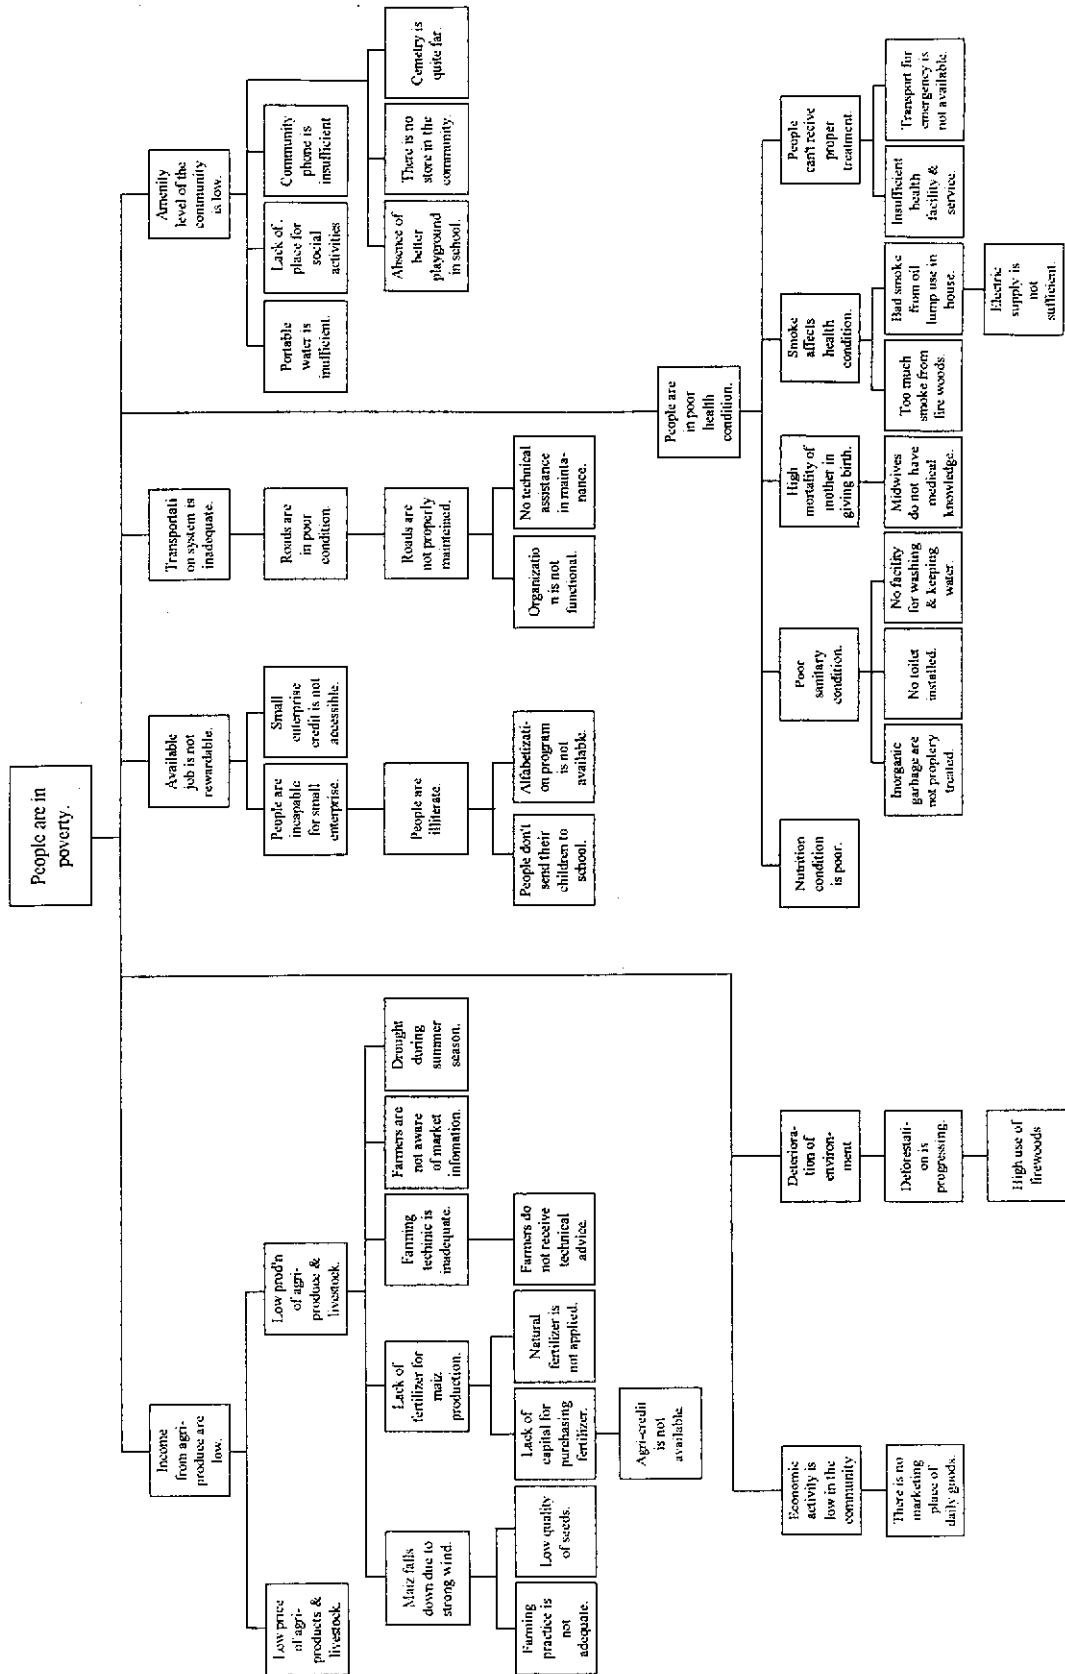 People are in
poverty.
Income
from agri-
produce are
low.
Available
job is not
rewardable.
Transportati
on system is
inadequate.
Amenity
level of the
community
is low.
Low price
of agri-
products &
livestock.
Low prod'n
of agri-
produce &
livestock.
People are
incapable
for small
enterprise.
Small
enterprise
credit is not
accessible.
Roads are
in poor
condition.
Portable
water is
insufficient.
Lack of
place for
social
activities
Community
phone is
insufficient
Maiz falls
down due to
strong wind.
Lack of
fertilizer for
maiz
production.
Farming
technic is
inadequate.
Farmers are
not aware
of market
infomation.
Drought
during
summer
season.
People are
illiterate.
Roads are
not properly
mainteined.
Absence of
better
playground
in school.
There is no
store in the
community.
Cemetry is
quite far.
Farming
practice is
not
adequate.
Low quality
of seeds.
Lack of
capital for
purchasing
fertilizer.
Natural
fertilizer is
not applied.
Farmers do
not receive
technical
advice.
People don't
send their
children to
school.
Alfabetizati-
on program
is not
available.
Organizatio
n is not
functional.
No technical
assistance
in mainta-
nance.
Agri-credit
is not
available.
People are
in poor
health
condition.
Economic
activity is
low in the
community
Deteriora-
tion of
environ-
ment
Nutrition
condition
is poor.
Poor
sanitary
condition.
High
mortality of
mother in
giving birth.
Smoke
affects
health
condition.
People
can't recive
proper
treatment.
There is no
marketing
place of
daily goods.
Deforestati-
on is
progressing.
Inorganic
garbage are
not proplery
treated.
No toilet
installed.
No facility
for washing
& keeping
water.
Midwives
do not have
medical
knowledge.
Too much
smoke from
fire woods.
Bad smoke
from oil
lump use in
house.
Insufficient
health
facility &
service.
Transport for
emergency is
not available.
High use of
firewoods
Electric
supply is
not
sufficient.